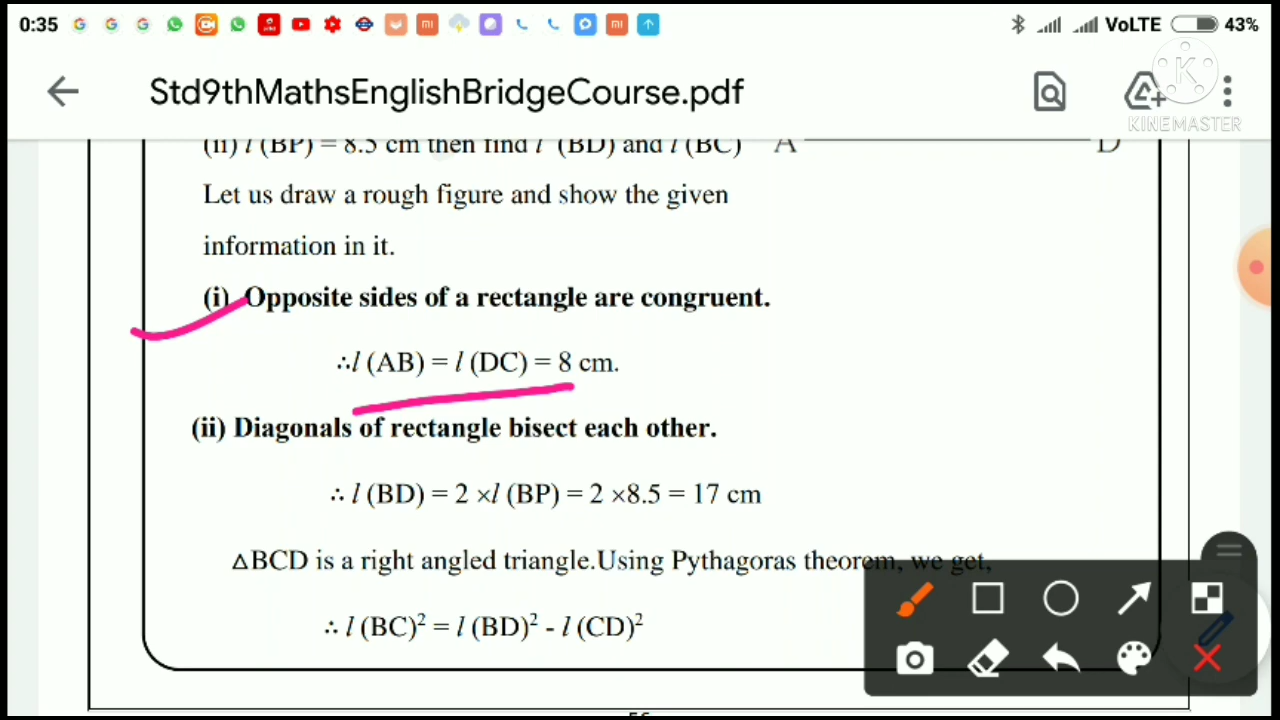 0:35
VoLTE 43%
Std9thMathsEnglishBridgeCourse.pdf
KINEMASTER
(ii) l (BP) = 8.5 cm then find l (BD) and l (BC) A D
Let us draw a rough figure and show the given
information in it.
(i) Opposite sides of a rectangle are congruent.
∴l (AB) = l (DC) = 8 cm.
(ii) Diagonals of rectangle bisect each other.
∴ l (BD) = 2 ×l (BP) = 2 ×8.5 = 17 cm
△BCD is a right angled triangle.Using Pythagoras theorem, we get,
∴ l (BC)² = l (BD)² - l (CD)²
56